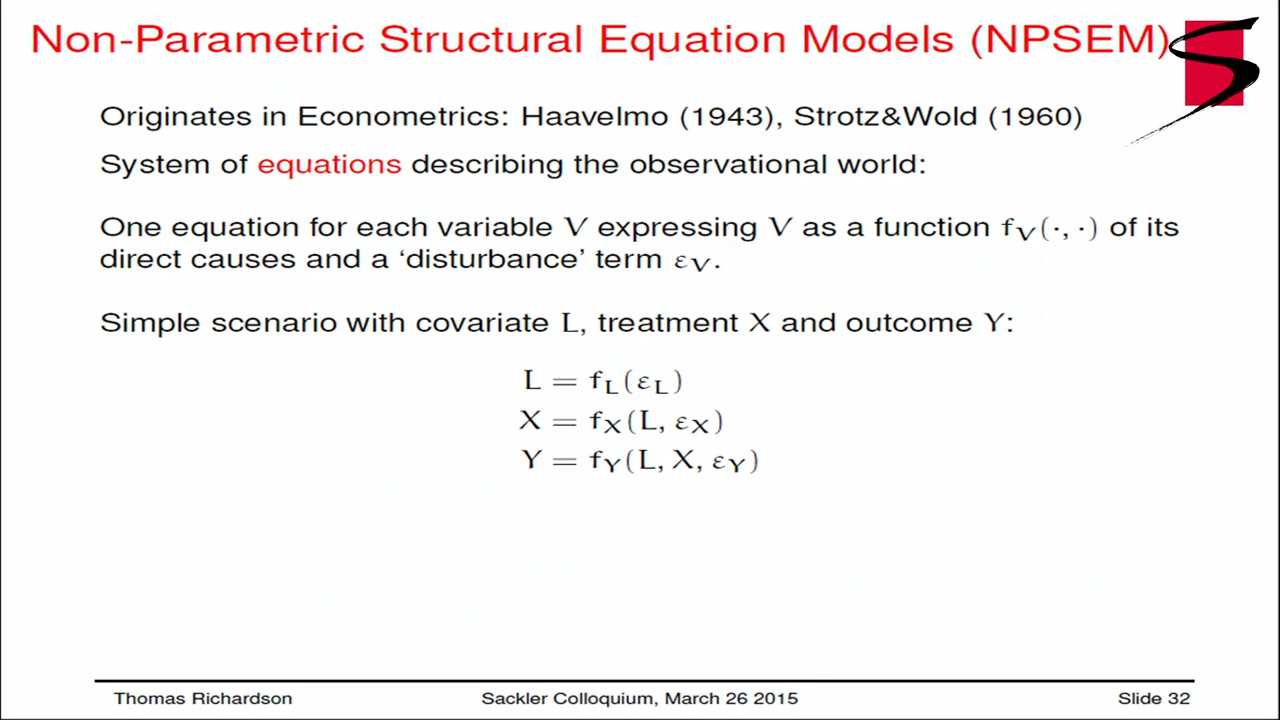 Non-Parametric Structural Equation Models (NPSEM)
Originates in Econometrics: Haavelmo (1943), Strotz&Wold (1960)
System of equations describing the observational world:
One equation for each variable V expressing V as a function f_V(·, ·) of its
direct causes and a ‘disturbance’ term ε_V.
Simple scenario with covariate L, treatment X and outcome Y:
L = f_L(ε_L)
X = f_X(L, ε_X)
Y = f_Y(L, X, ε_Y)
Thomas Richardson Sackler Colloquium, March 26 2015 Slide 32